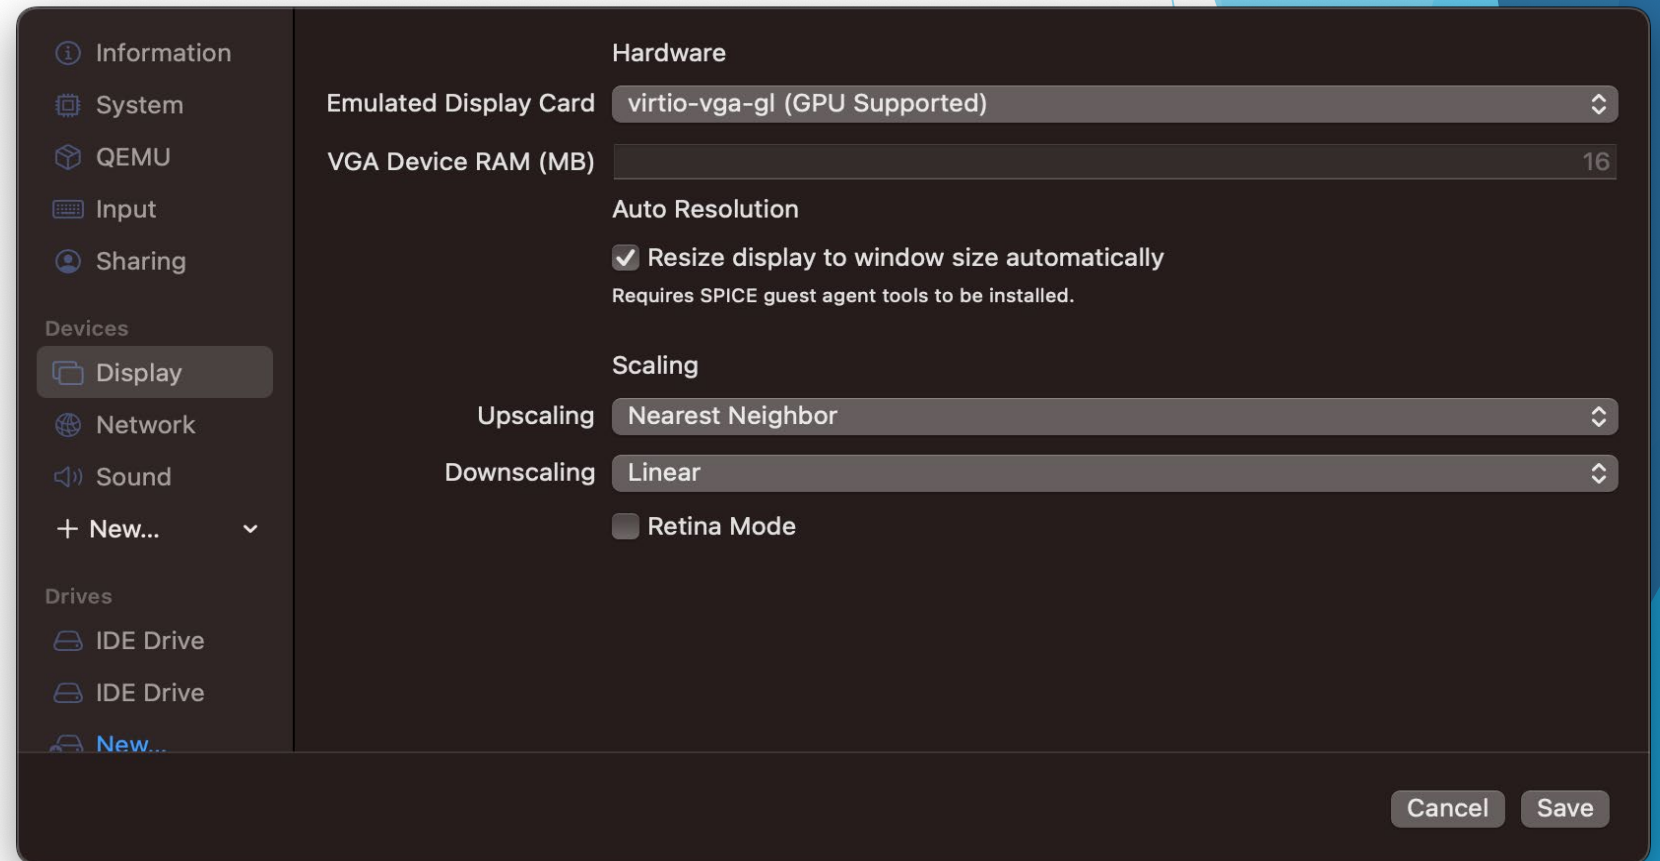 Information
System
QEMU
Input
Sharing
Devices
Display
Network
Sound
New...
Drives
IDE Drive
IDE Drive
New...
Hardware
Emulated Display Card virtio-vga-gl (GPU Supported)
VGA Device RAM (MB) 16
Auto Resolution
Resize display to window size automatically
Requires SPICE guest agent tools to be installed.
Scaling
Upscaling Nearest Neighbor
Downscaling Linear
Retina Mode
Cancel Save